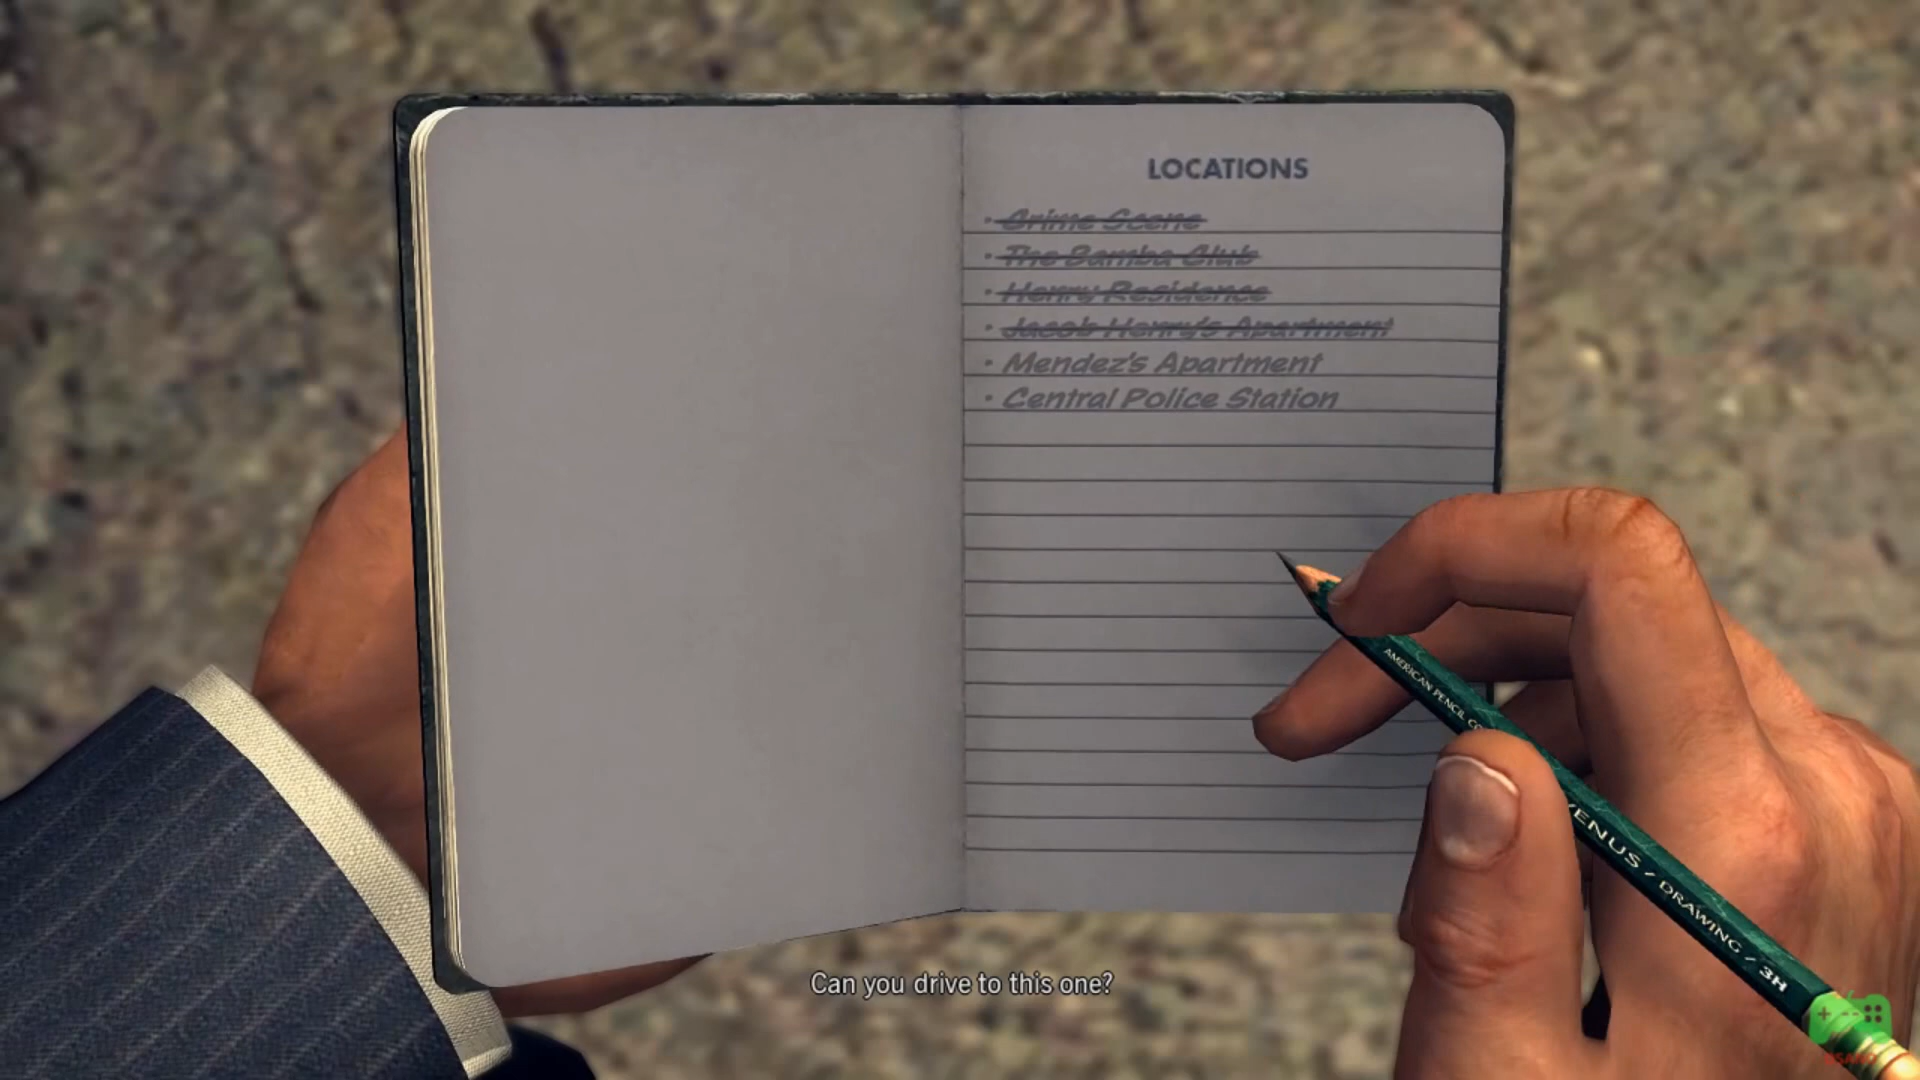 LOCATIONS
• Crime Scene
• The Bamba Club
• Henry Residence
• Jacob Henry's Apartment
• Mendez's Apartment
• Central Police Station
AMERICAN PENCIL CO
VENUS / DRAWING / 3H
Can you drive to this one?